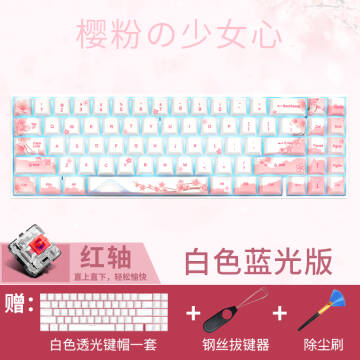 樱粉の少女心
红轴
直上直下，轻松愉快
白色蓝光版
赠：
白色透光键帽一套
+
钢丝拔键器
+
除尘刷